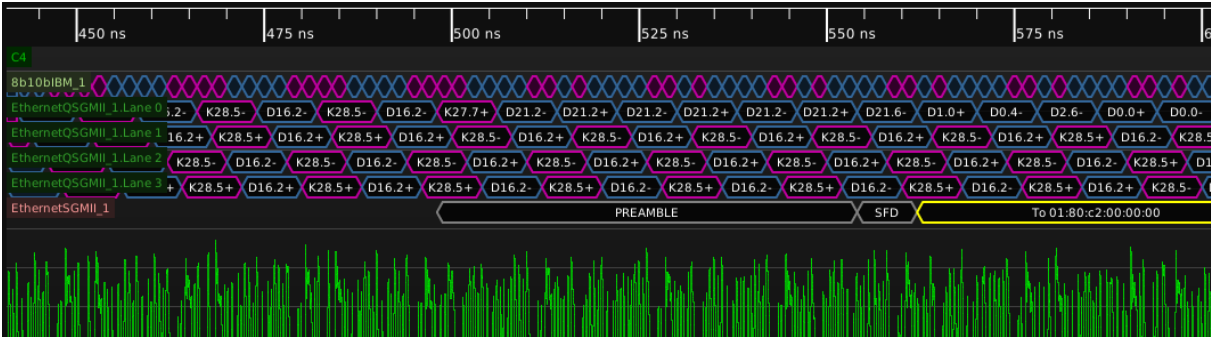 450 ns 475 ns 500 ns 525 ns 550 ns 575 ns 6
C4
8b10bIBM_1
EthernetQSGMII_1.Lane 0 5.2- K28.5- D16.2- K28.5- D16.2- K27.7+ D21.2- D21.2+ D21.2- D21.2+ D21.2- D21.2+ D21.6- D1.0+ D0.4- D2.6- D0.0+ D0.0-
EthernetQSGMII_1.Lane 1 16.2+ K28.5+ D16.2+ K28.5+ D16.2+ K28.5- D16.2+ K28.5- D16.2+ K28.5+ D16.2+ K28.5- D16.2+ K28.5- D16.2+ K28.5+ D16.2- K28.5
EthernetQSGMII_1.Lane 2 K28.5- D16.2- K28.5- D16.2- K28.5- D16.2+ K28.5- D16.2+ K28.5- D16.2+ K28.5- D16.2+ K28.5- D16.2+ K28.5- D16.2- K28.5+ D1
EthernetQSGMII_1.Lane 3 + K28.5+ D16.2+ K28.5+ D16.2+ K28.5+ D16.2- K28.5+ D16.2- K28.5+ D16.2- K28.5+ D16.2- K28.5+ D16.2+ K28.5+ D16.2+ K28.5-
EthernetSGMII_1 PREAMBLE SFD To 01:80:c2:00:00:00